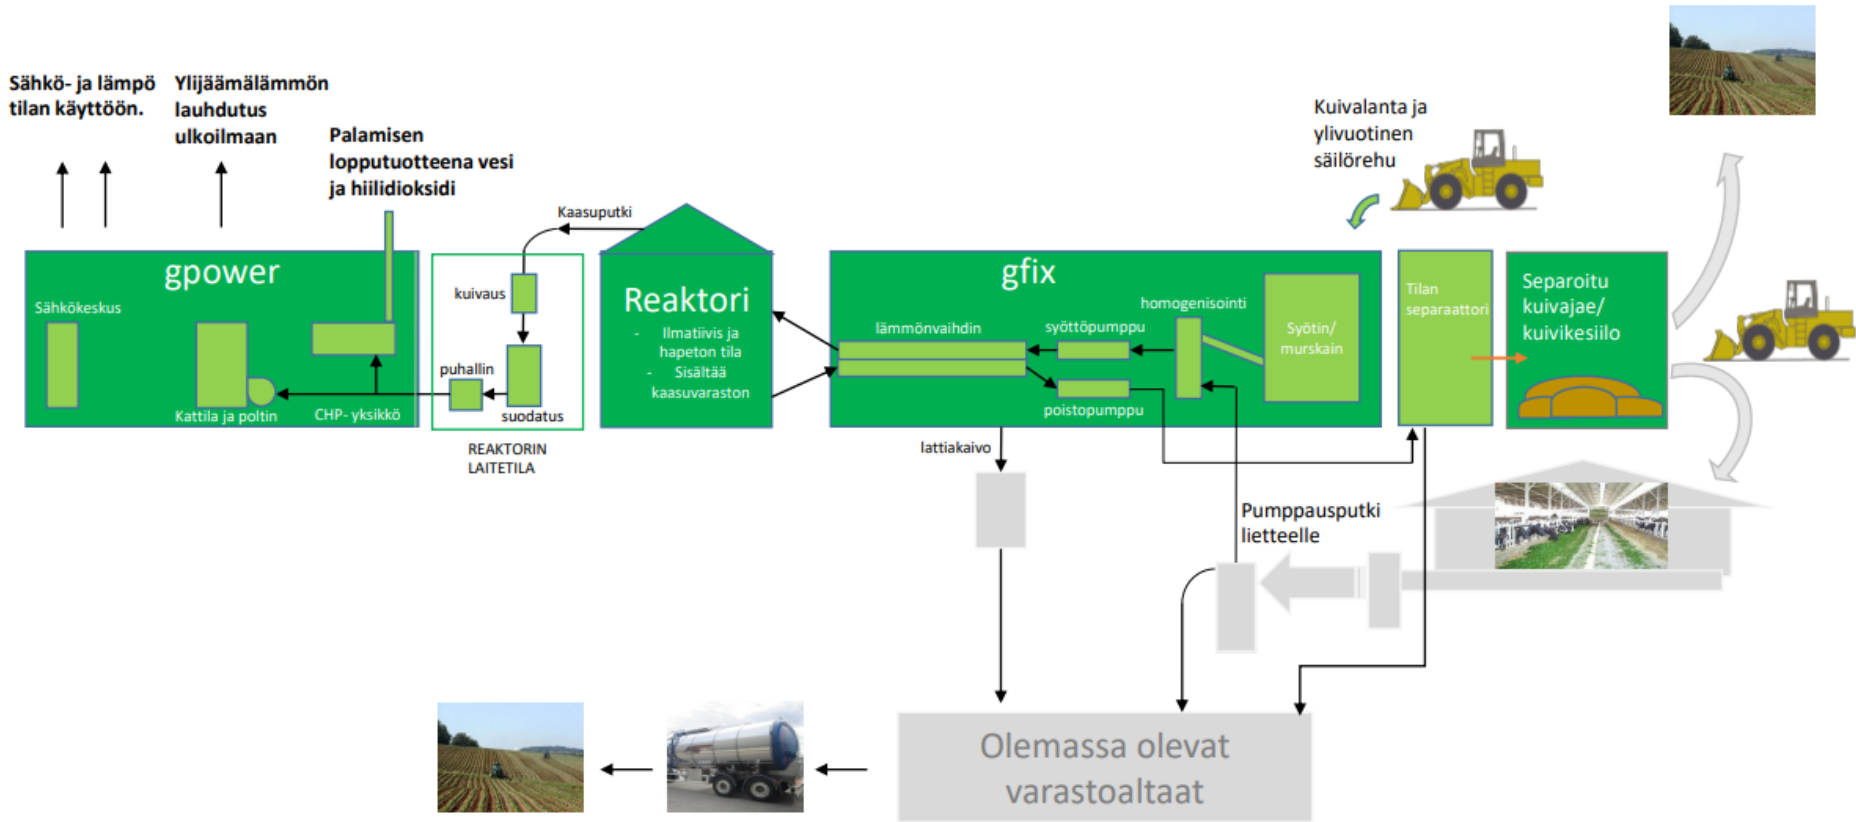 Sähkö- ja lämpö
tilan käyttöön.
Ylijäämälämmön
lauhdutus
ulkoilmaan
Palamisen
lopputuotteena vesi
ja hiilidioksidi
gpower
Sähkökeskus
Kattila ja poltin
CHP- yksikkö
Kaasuputki
kuivaus
puhallin
suodatus
REAKTORIN
LAITETILA
Reaktori
- Ilmatiivis ja
hapeton tila
- Sisältää
kaasuvaraston
gfix
lämmönvaihdin
syöttöpumppu
poistopumppu
homogenisointi
Syötin/
murskain
lattiakaivo
Kuivalanta ja
ylivuotinen
säilörehu
Tilan
separaattori
Separoitu
kuivajae/
kuivikesiilo
Pumppausputki
lietteelle
Olemassa olevat
varastoaltaat